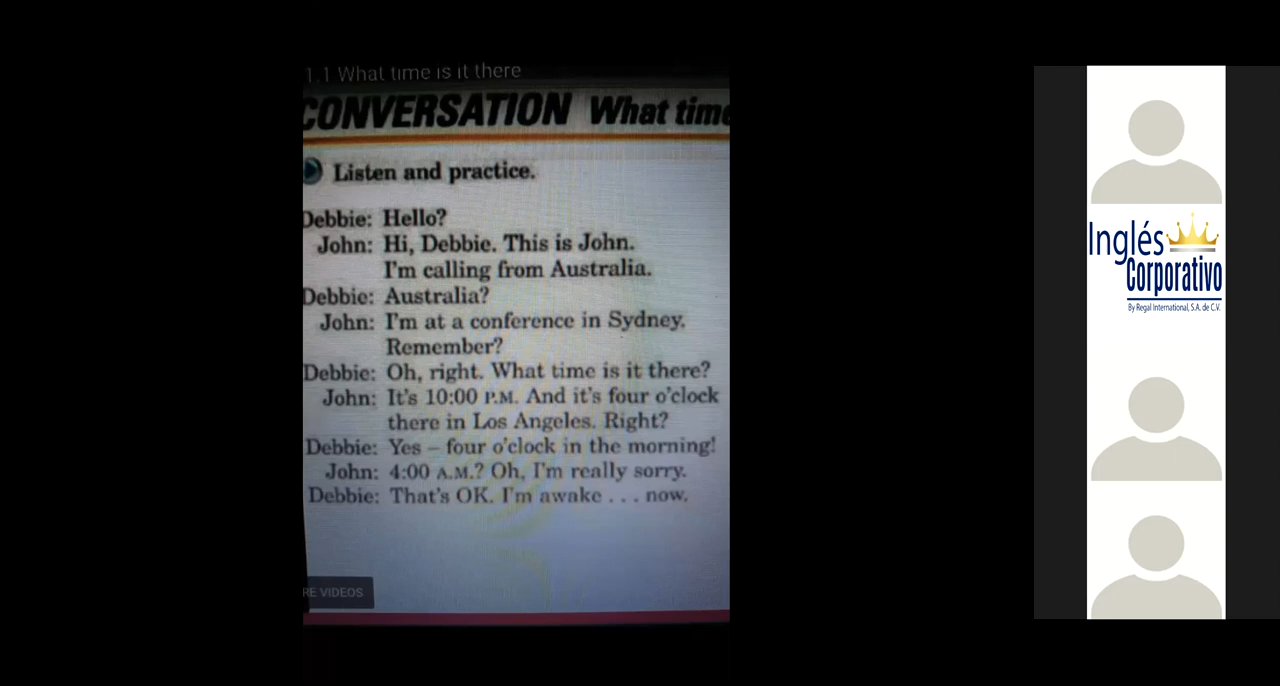 1.1 What time is it there
CONVERSATION What time
Listen and practice.
Debbie: Hello?
John: Hi, Debbie. This is John.
I'm calling from Australia.
Debbie: Australia?
John: I'm at a conference in Sydney.
Remember?
Debbie: Oh, right. What time is it there?
John: It's 10:00 P.M. And it's four o'clock
there in Los Angeles. Right?
Debbie: Yes – four o'clock in the morning!
John: 4:00 A.M.? Oh, I'm really sorry.
Debbie: That's OK. I'm awake . . . now.
RE VIDEOS
Inglés
Corporativo
By Regal International, S.A. de C.V.